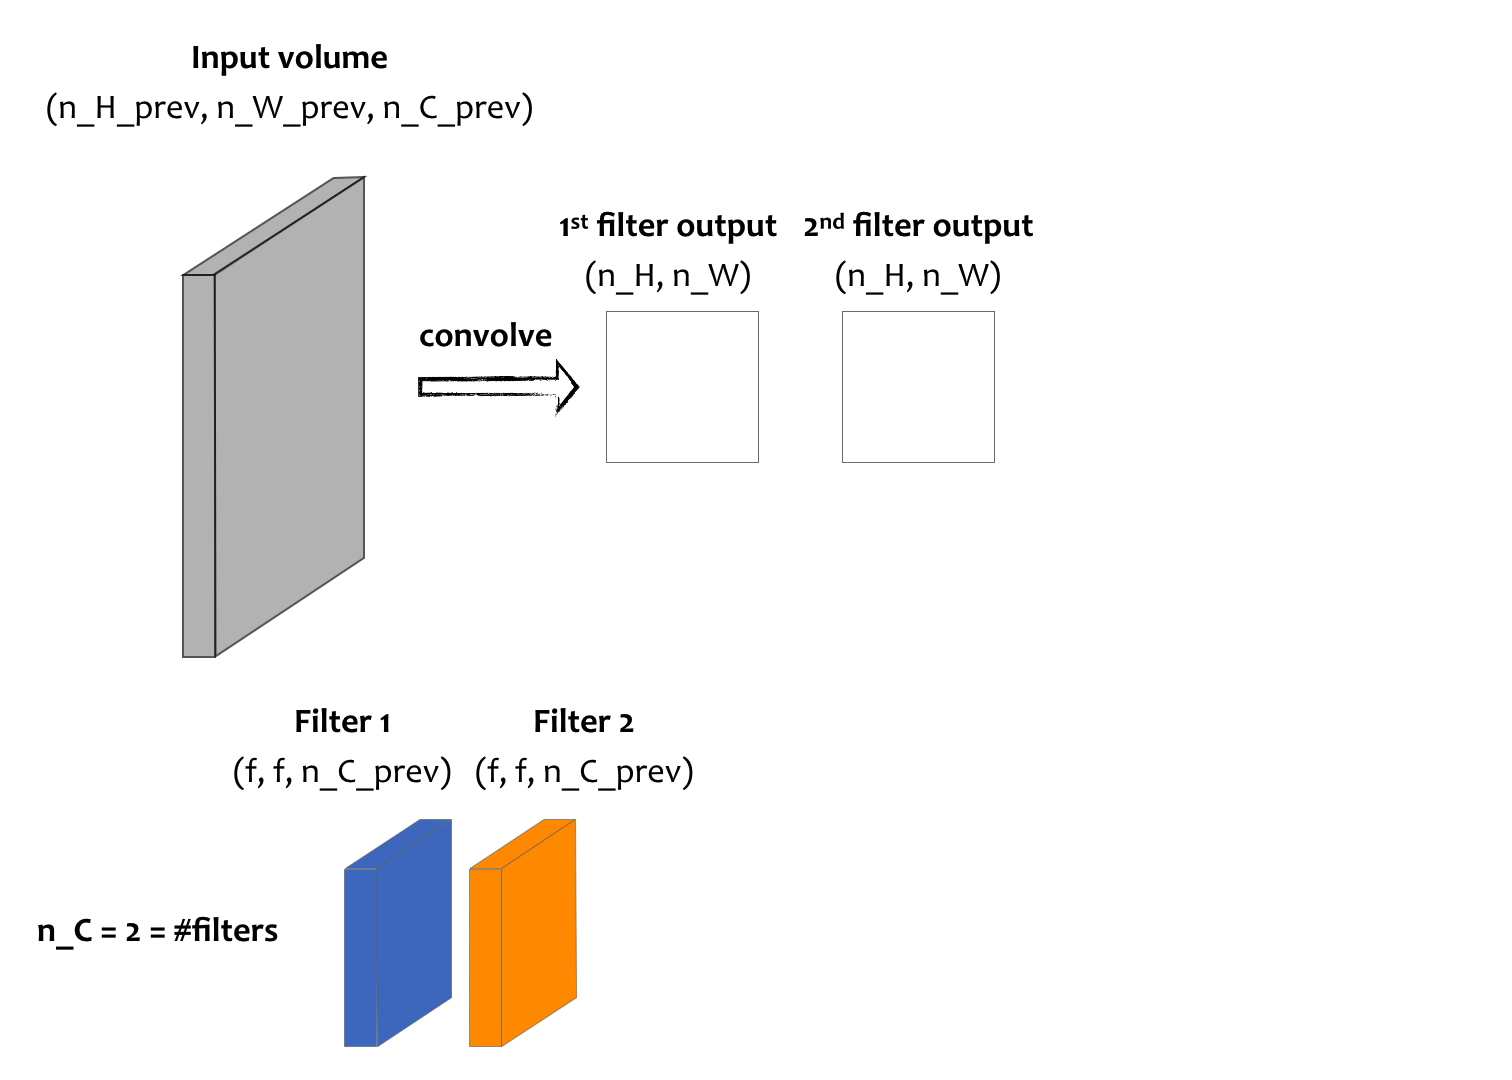 Input volume
(n_H_prev, n_W_prev, n_C_prev)
1st filter output
2nd filter output
(n_H, n_W)
(n_H, n_W)
convolve
Filter 1
Filter 2
(f, f, n_C_prev)
(f, f, n_C_prev)
n_C = 2 = #filters